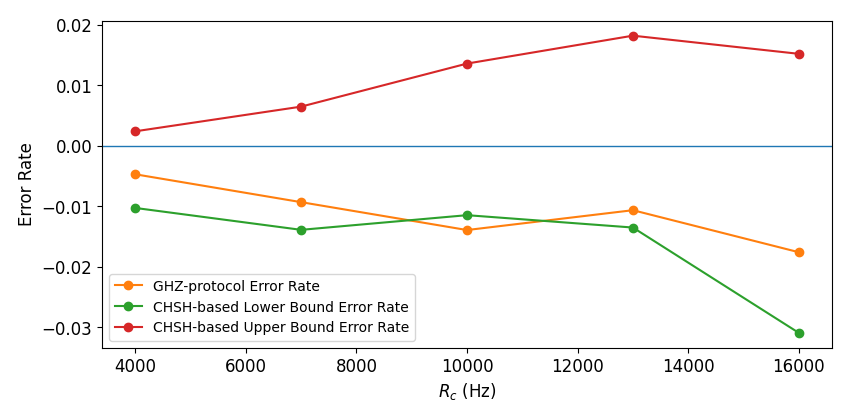 0.02
0.01
0.00
−0.01
−0.02
−0.03
Error Rate
GHZ-protocol Error Rate
CHSH-based Lower Bound Error Rate
CHSH-based Upper Bound Error Rate
4000 6000 8000 10000 12000 14000 16000
R_c (Hz)